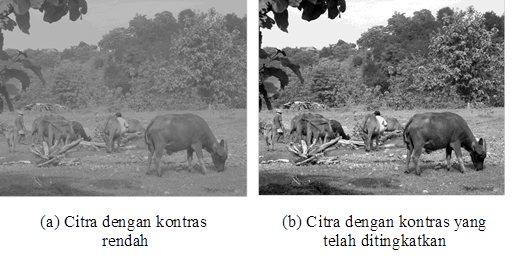 (a) Citra dengan kontras
rendah
(b) Citra dengan kontras yang
telah ditingkatkan